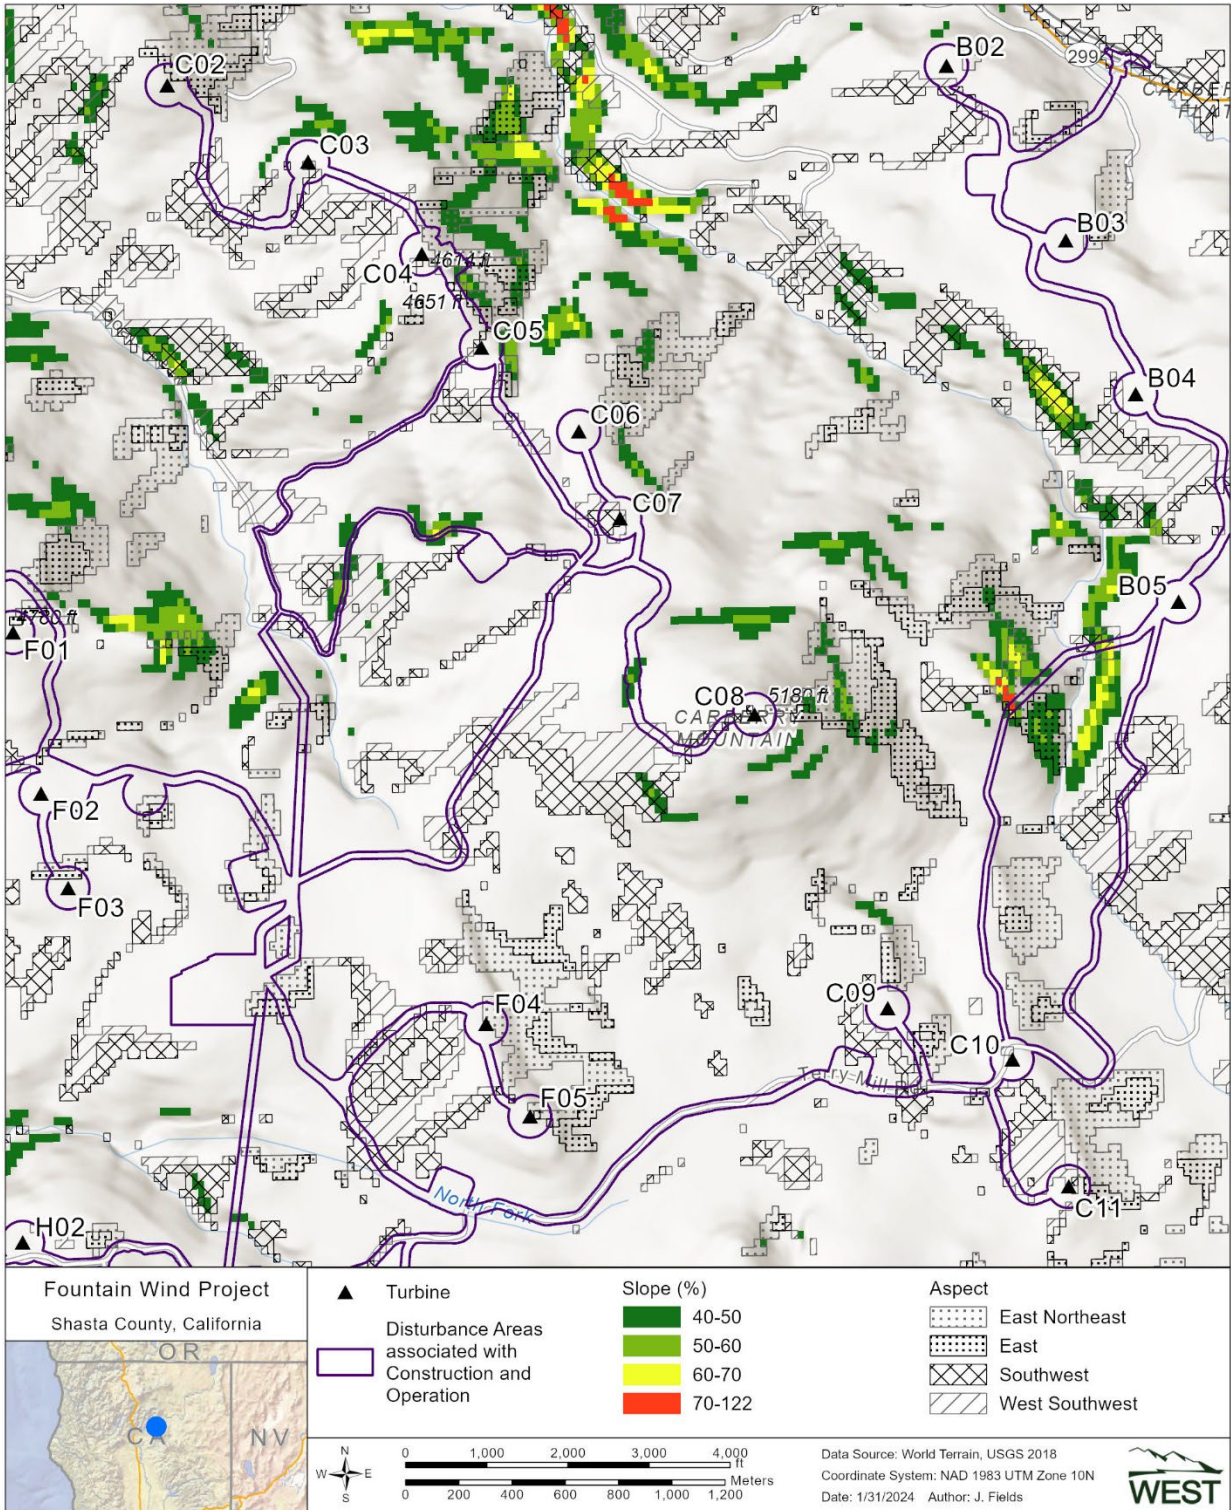 C02
B02
299
C03
B03
C04
4614 ft
4651 ft
C05
B04
C06
C07
B05
4780 ft
F01
C08
5180 ft
CARBERRY
MOUNTAIN
F02
F03
F04
C09
C10
Terry Mill Rd
F05
C11
North Fork
H02
Fountain Wind Project
Shasta County, California
OR
CA
NV
Turbine
Disturbance Areas
associated with
Construction and
Operation
Slope (%)
40-50
50-60
60-70
70-122
Aspect
East Northeast
East
Southwest
West Southwest
N
W E
S
0 1,000 2,000 3,000 4,000
ft
Meters
0 200 400 600 800 1,000 1,200
Data Source: World Terrain, USGS 2018
Coordinate System: NAD 1983 UTM Zone 10N
Date: 1/31/2024 Author: J. Fields
WEST